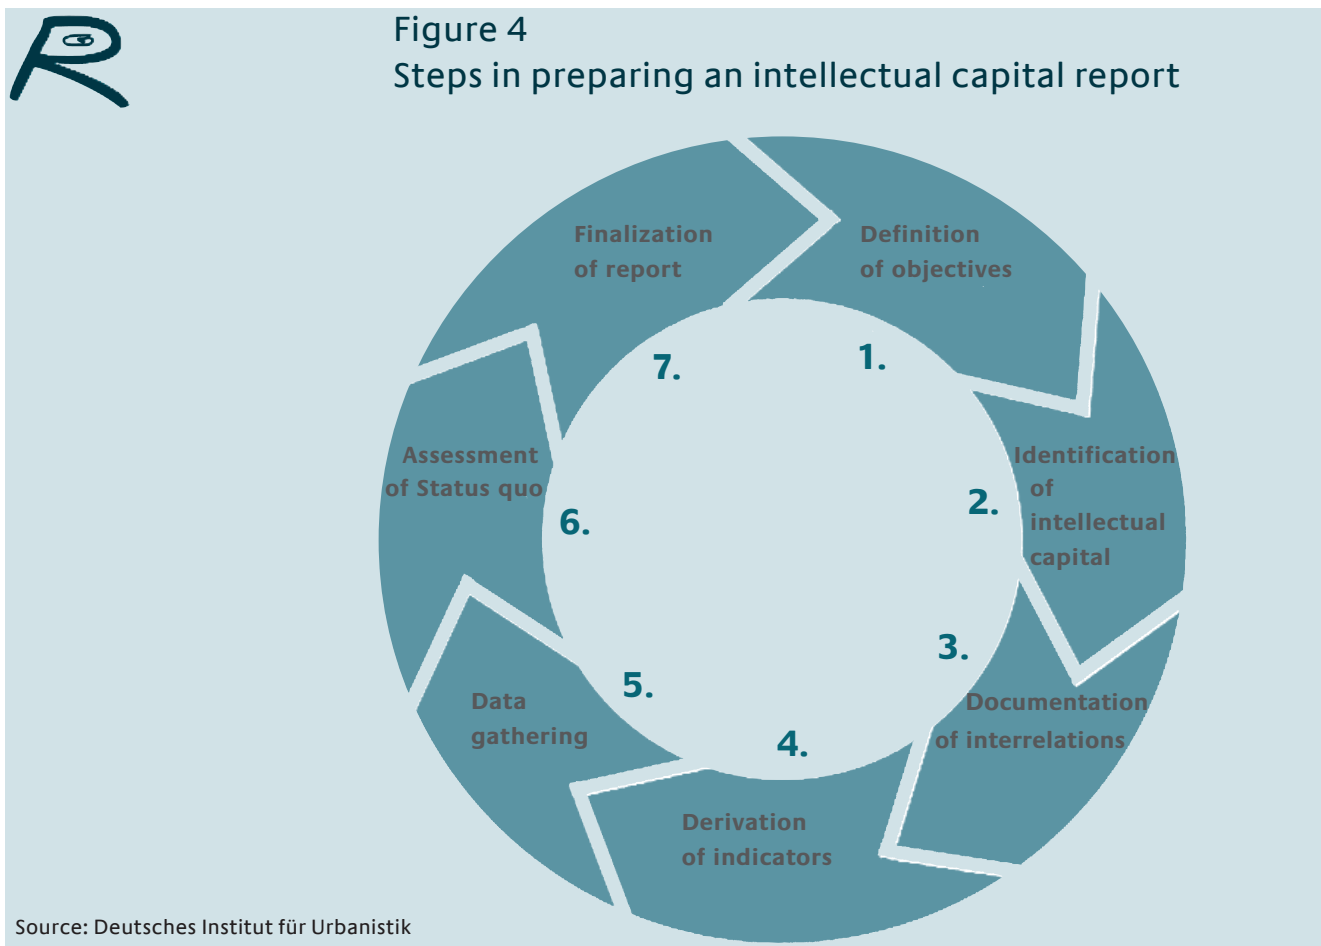 Figure 4
Steps in preparing an intellectual capital report
Definition
of objectives
1.
Identification
of
intellectual
capital
2.
3.
Documentation
of interrelations
4.
Derivation
of indicators
5.
Data
gathering
Assessment
of Status quo
6.
Finalization
of report
7.
Source: Deutsches Institut für Urbanistik